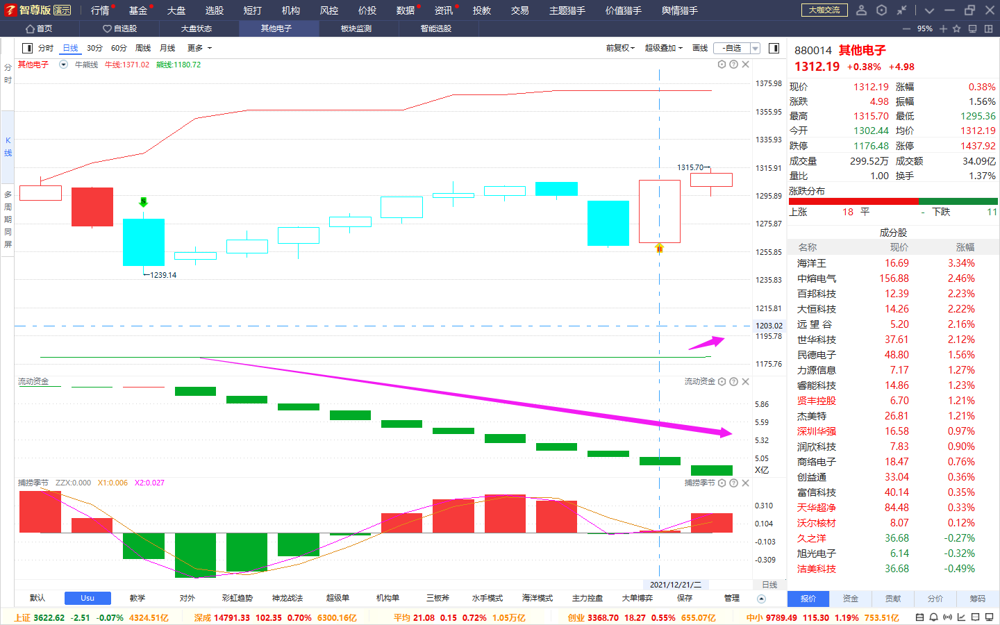 智尊版 演示 行情 基金 大盘 选股 短打 机构 风控 价投 数据 资讯 投教 交易 主题猎手 价值猎手 舆情猎手 大咖交流
首页 自选股 大盘状态 其他电子 板块监测 智能选股 95%
分时 日线 30分 60分 周线 月线 更多 前复权 超级叠加 画线 -自选
分时
K线
多周期同屏
其他电子 牛熊线 牛线:1371.02 熊线:1180.72
1375.98
1355.95
1335.93
1315.91
1295.89
1275.87
1255.85
1235.83
1215.81
1203.02
1195.78
1175.76
1315.70→
S
←1239.14
流动资金 流动资金
5.86
5.59
5.32
5.05
X亿
捕捞季节 ZZX:0.000 X1:0.006 X2:0.027 捕捞季节
0.310
0.104
-0.103
-0.309
2021/12/21/二 日线
默认 Usu 教学 对外 彩虹趋势 神龙战法 超级单 机构单 三板斧 水手模式 海洋模式 主力控盘 大单博弈 保存 管理
880014 其他电子
1312.19 +0.38% +4.98
现价 1312.19 涨幅 0.38%
涨跌 4.98 振幅 1.56%
最高 1315.70 最低 1295.36
今开 1302.44 均价 1312.19
跌停 1176.48 涨停 1437.92
成交量 299.52万 成交额 34.09亿
量比 1.00 换手 1.37%
涨跌分布
上涨 18 平 - 下跌 11
成分股
名称 现价 涨幅
海洋王 16.69 3.34%
中熔电气 156.88 2.46%
百邦科技 12.39 2.23%
大恒科技 14.26 2.22%
远 望 谷 5.20 2.16%
世华科技 37.61 2.12%
民德电子 48.80 1.56%
力源信息 7.17 1.27%
睿能科技 14.86 1.23%
贤丰控股 6.70 1.21%
杰美特 26.81 1.21%
深圳华强 16.58 0.97%
润欣科技 7.83 0.90%
商络电子 18.47 0.76%
创益通 33.04 0.36%
富信科技 40.14 0.35%
天华超净 84.48 0.33%
沃尔核材 8.07 0.12%
久之洋 36.68 -0.27%
旭光电子 6.14 -0.32%
洁美科技 36.68 -0.49%
报价 资金 贡献 分价 筹码
上证 3622.62 -2.51 -0.07% 4324.51亿 深成 14791.33 102.35 0.70% 6300.16亿 平均 21.08 0.15 0.72% 1.05万亿 创业 3368.70 18.27 0.55% 655.07亿 中小 9789.49 115.30 1.19% 753.51亿